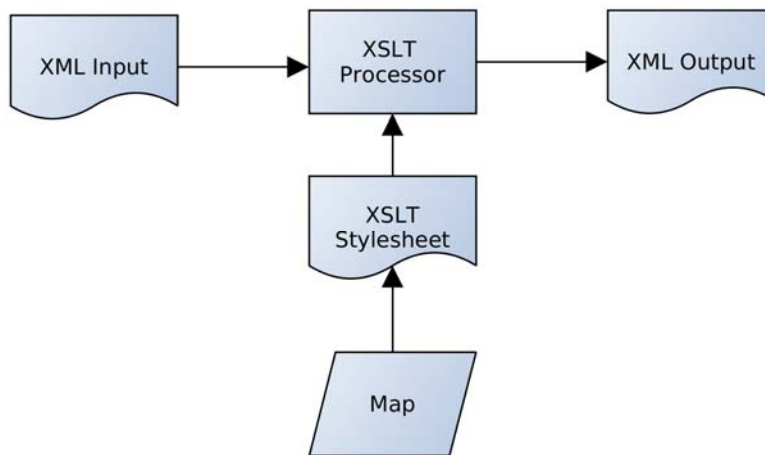 XML Input
XSLT
Processor
XML Output
XSLT
Stylesheet
Map